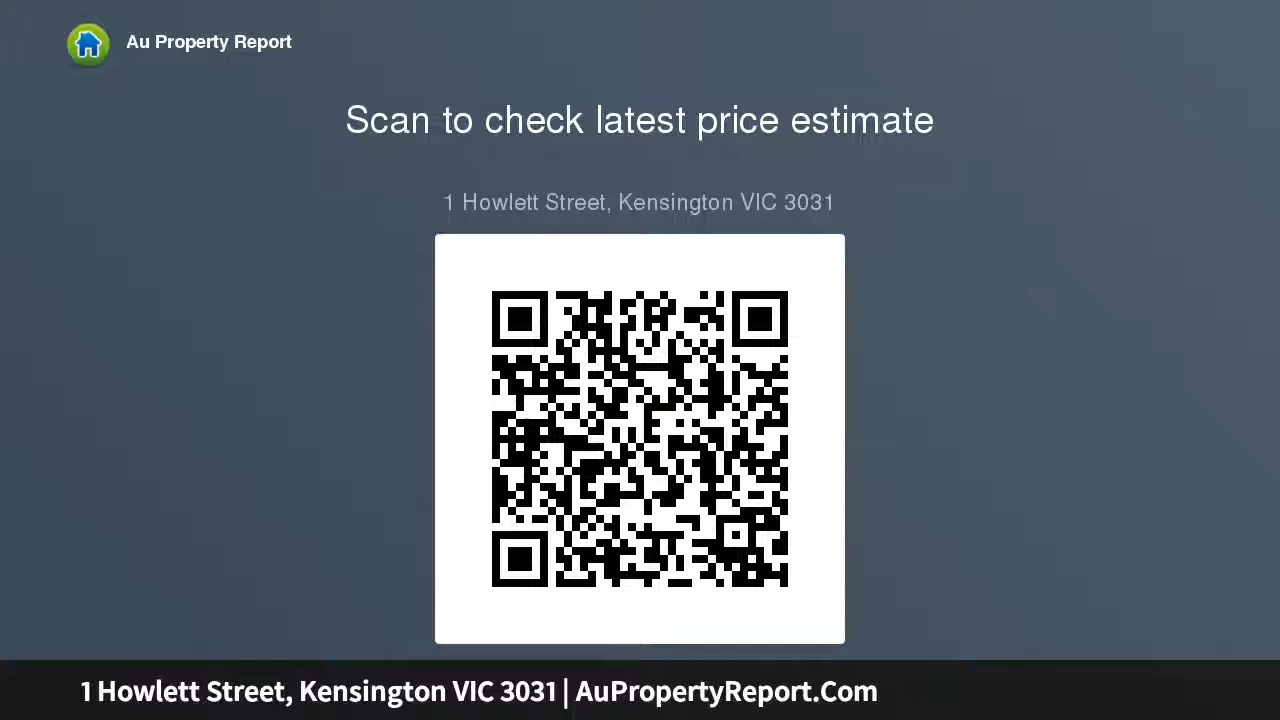 Au Property Report
Scan to check latest price estimate
1 Howlett Street, Kensington VIC 3031
1 Howlett Street, Kensington VIC 3031 | AuPropertyReport.Com